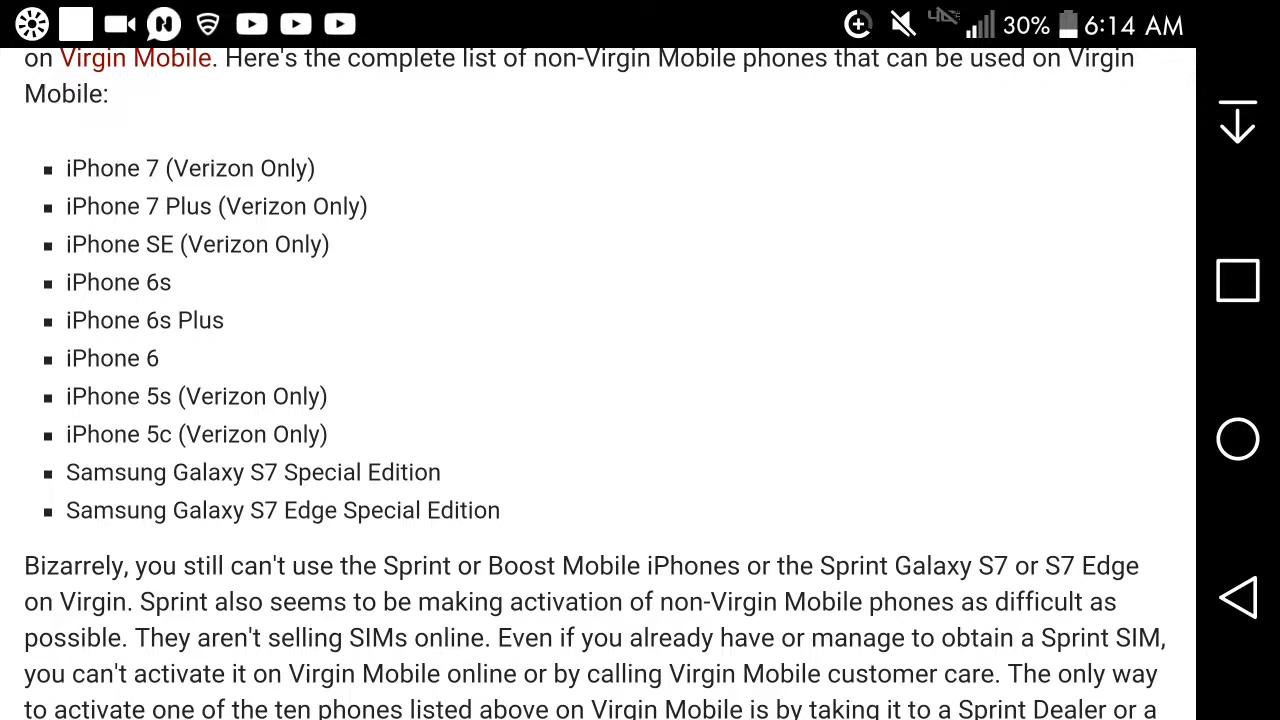 30% 6:14 AM
on Virgin Mobile. Here's the complete list of non-Virgin Mobile phones that can be used on Virgin
Mobile:
iPhone 7 (Verizon Only)
iPhone 7 Plus (Verizon Only)
iPhone SE (Verizon Only)
iPhone 6s
iPhone 6s Plus
iPhone 6
iPhone 5s (Verizon Only)
iPhone 5c (Verizon Only)
Samsung Galaxy S7 Special Edition
Samsung Galaxy S7 Edge Special Edition
Bizarrely, you still can't use the Sprint or Boost Mobile iPhones or the Sprint Galaxy S7 or S7 Edge
on Virgin. Sprint also seems to be making activation of non-Virgin Mobile phones as difficult as
possible. They aren't selling SIMs online. Even if you already have or manage to obtain a Sprint SIM,
you can't activate it on Virgin Mobile online or by calling Virgin Mobile customer care. The only way
to activate one of the ten phones listed above on Virgin Mobile is by taking it to a Sprint Dealer or a